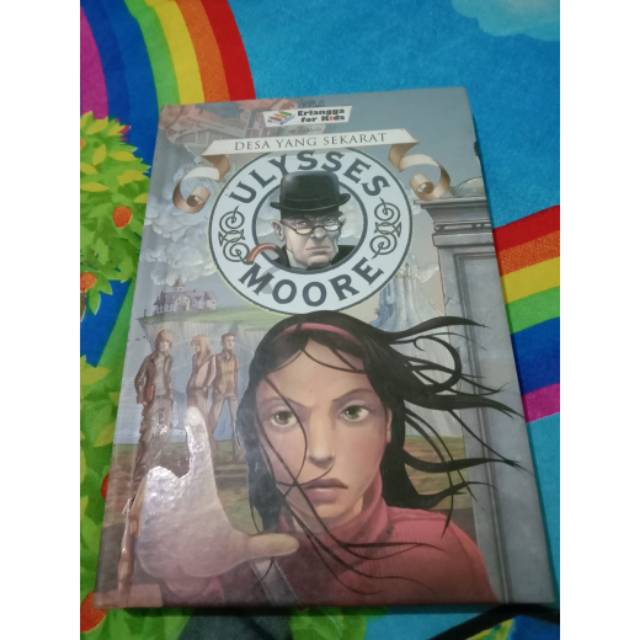 Erlangga
for Kids
DESA YANG SEKARAT
ULYSSES
MOORE